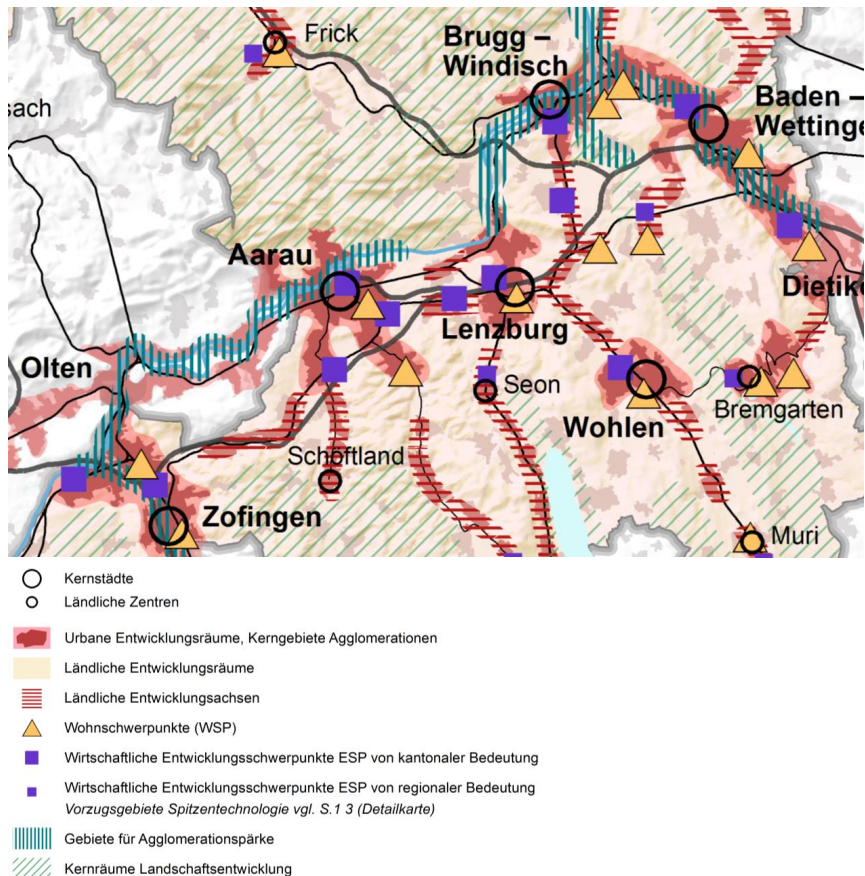 Frick
Brugg –
Windisch
Baden –
Wettinge
sach
Aarau
Dietike
Lenzburg
Olten
Seon
Bremgarten
Wohlen
Schöftland
Zofingen
Muri
Kernstädte
Ländliche Zentren
Urbane Entwicklungsräume, Kerngebiete Agglomerationen
Ländliche Entwicklungsräume
Ländliche Entwicklungsachsen
Wohnschwerpunkte (WSP)
Wirtschaftliche Entwicklungsschwerpunkte ESP von kantonaler Bedeutung
Wirtschaftliche Entwicklungsschwerpunkte ESP von regionaler Bedeutung
Vorzugsgebiete Spitzentechnologie vgl. S.1 3 (Detailkarte)
Gebiete für Agglomerationspärke
Kernräume Landschaftsentwicklung